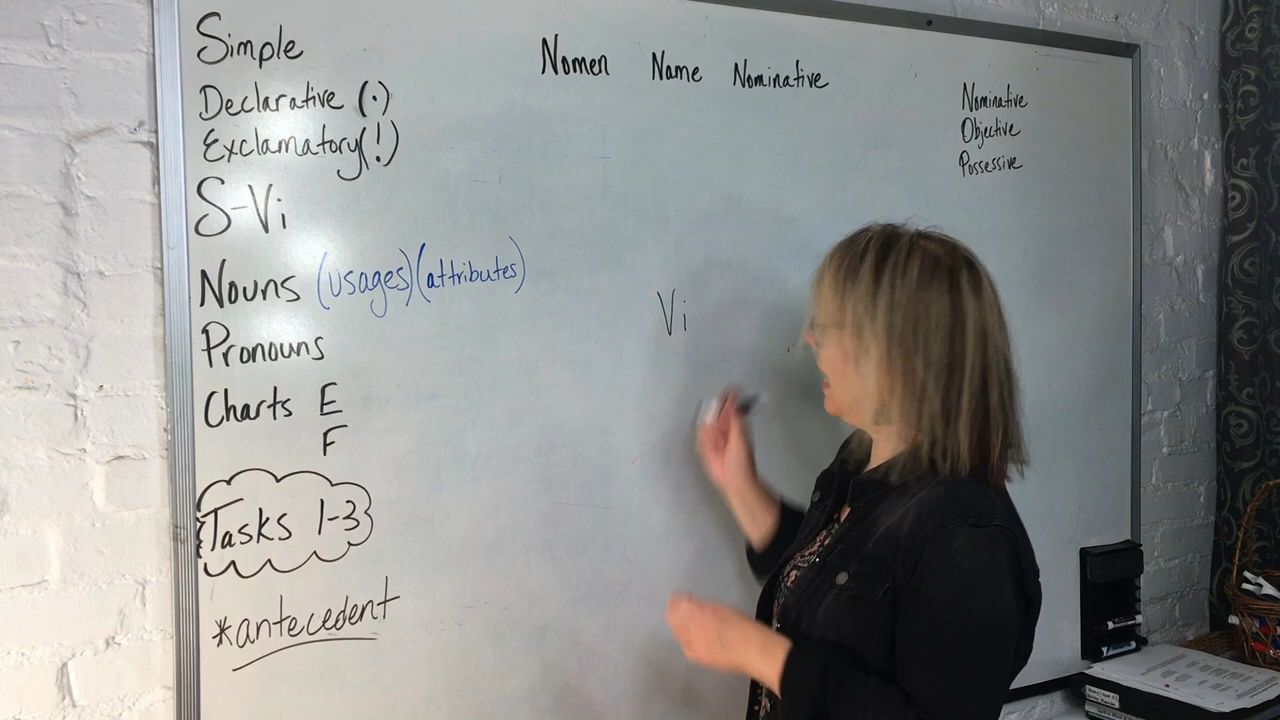 Simple
Declarative (.)
Exclamatory(!)
S-Vi
Nouns (usages)(attributes)
Pronouns
Charts E
F
Tasks 1-3
*antecedent
Nomen Name Nominative
Vi
Nominative
Objective
Possessive